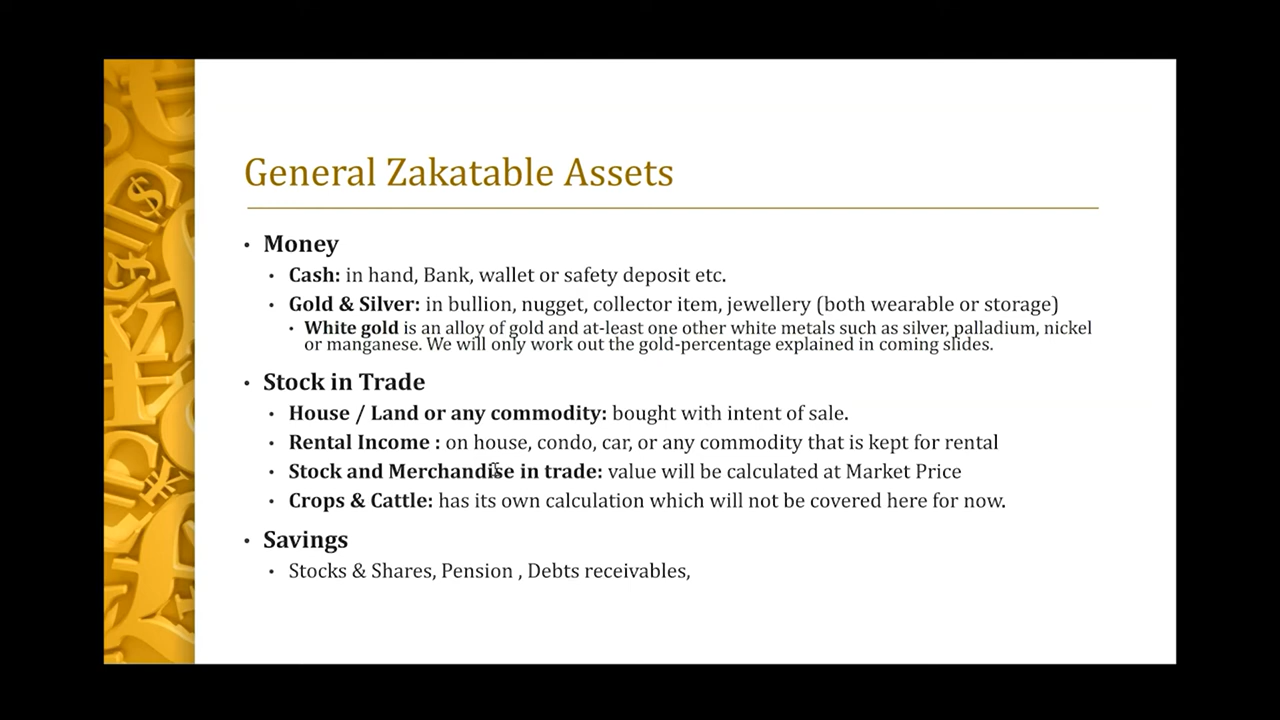 General Zakatable Assets
• Money
• Cash: in hand, Bank, wallet or safety deposit etc.
• Gold & Silver: in bullion, nugget, collector item, jewellery (both wearable or storage)
• White gold is an alloy of gold and at-least one other white metals such as silver, palladium, nickel
or manganese. We will only work out the gold-percentage explained in coming slides.
• Stock in Trade
• House / Land or any commodity: bought with intent of sale.
• Rental Income : on house, condo, car, or any commodity that is kept for rental
• Stock and Merchandise in trade: value will be calculated at Market Price
• Crops & Cattle: has its own calculation which will not be covered here for now.
• Savings
• Stocks & Shares, Pension , Debts receivables,